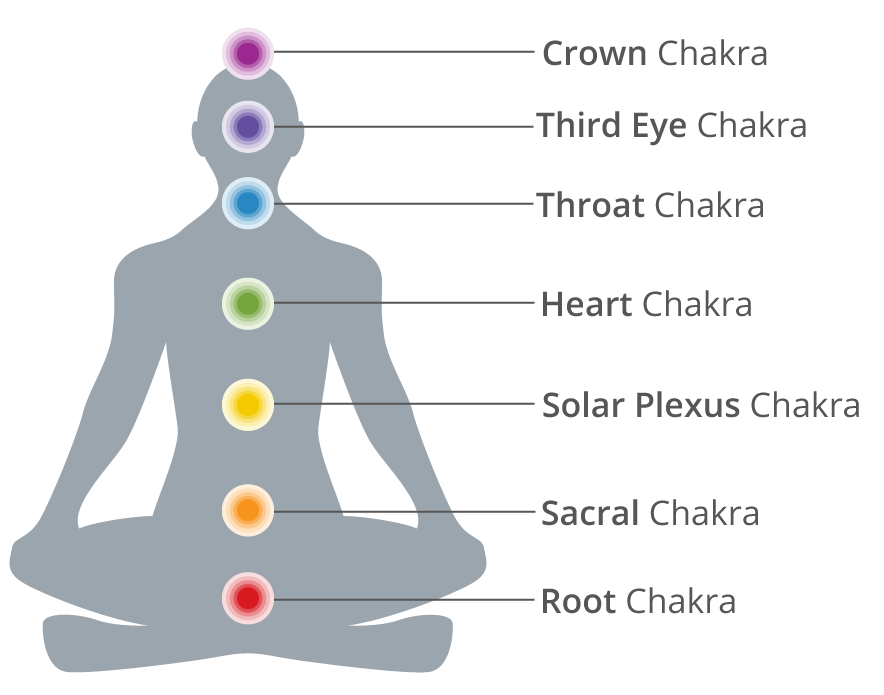 Crown Chakra
Third Eye Chakra
Throat Chakra
Heart Chakra
Solar Plexus Chakra
Sacral Chakra
Root Chakra